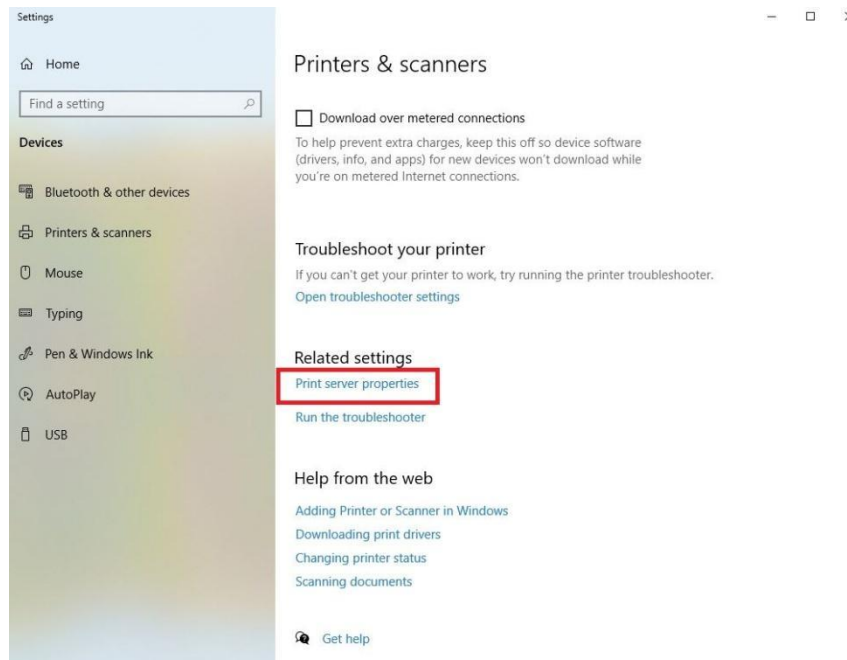 Settings
Home
Find a setting
Devices
Bluetooth & other devices
Printers & scanners
Mouse
Typing
Pen & Windows Ink
AutoPlay
USB
Printers & scanners
Download over metered connections
To help prevent extra charges, keep this off so device software
(drivers, info, and apps) for new devices won't download while
you're on metered Internet connections.
Troubleshoot your printer
If you can't get your printer to work, try running the printer troubleshooter.
Open troubleshooter settings
Related settings
Print server properties
Run the troubleshooter
Help from the web
Adding Printer or Scanner in Windows
Downloading print drivers
Changing printer status
Scanning documents
Get help